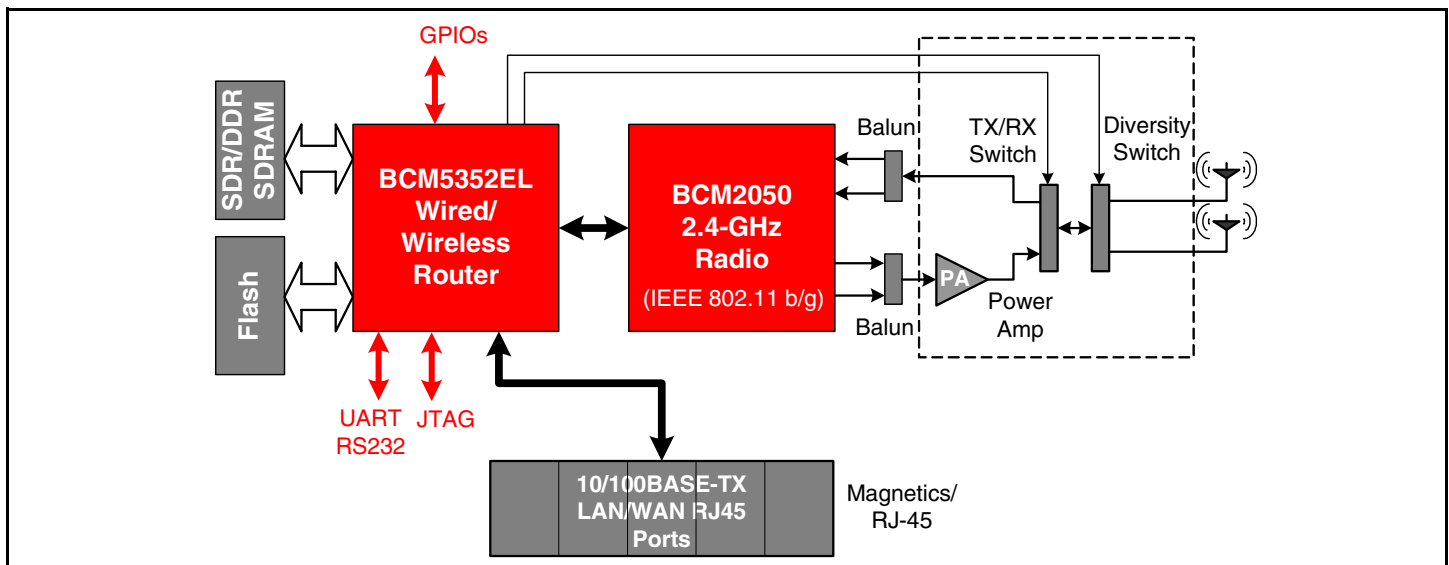 GPIOs
SDR/DDR
SDRAM
Flash
BCM5352EL
Wired/
Wireless
Router
UART
RS232
JTAG
BCM2050
2.4-GHz
Radio
(IEEE 802.11 b/g)
Balun
Balun
TX/RX
Switch
Diversity
Switch
PA
Power
Amp
10/100BASE-TX
LAN/WAN RJ45
Ports
Magnetics/
RJ-45